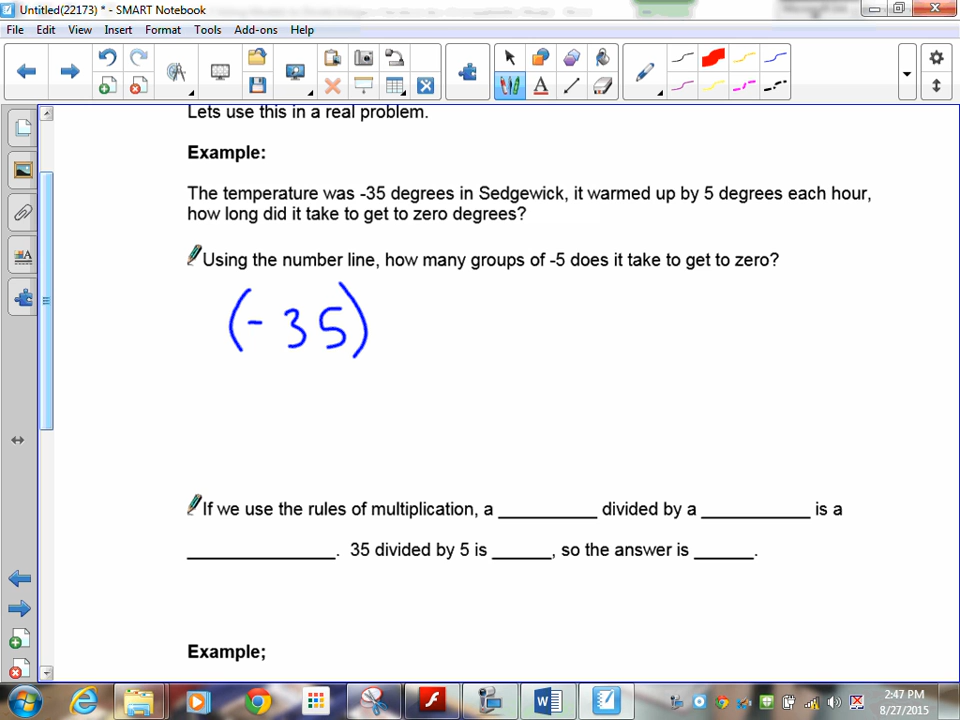 Untitled(22173) * - SMART Notebook
File Edit View Insert Format Tools Add-ons Help
Lets use this in a real problem.
Example:
The temperature was -35 degrees in Sedgewick, it warmed up by 5 degrees each hour,
how long did it take to get to zero degrees?
Using the number line, how many groups of -5 does it take to get to zero?
(- 35)
If we use the rules of multiplication, a __________ divided by a ___________ is a
_______________. 35 divided by 5 is ______, so the answer is ______.
Example;
2:47 PM
8/27/2015